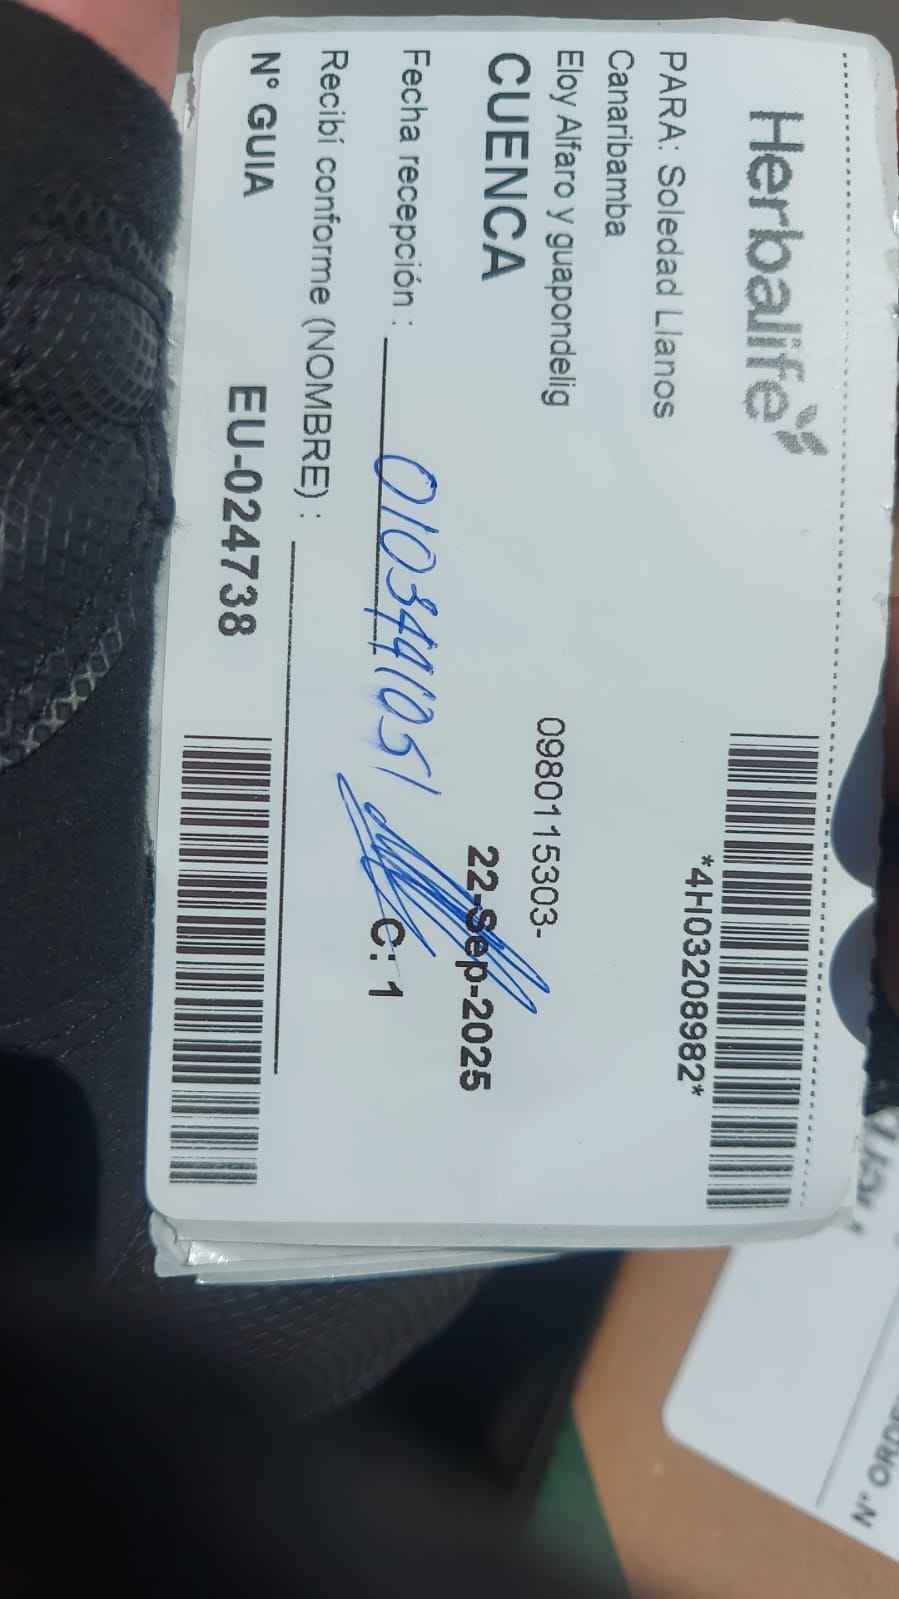 Herbalife
*4H03208982*
PARA: Soledad Llanos
Canaribamba
Eloy Alfaro y guapondelig
0980115303-
CUENCA
22-Sep-2025
Fecha recepción :
0103441051
C: 1
Recibí conforme (NOMBRE) :
N° GUIA
EU-024738
N° ORDE